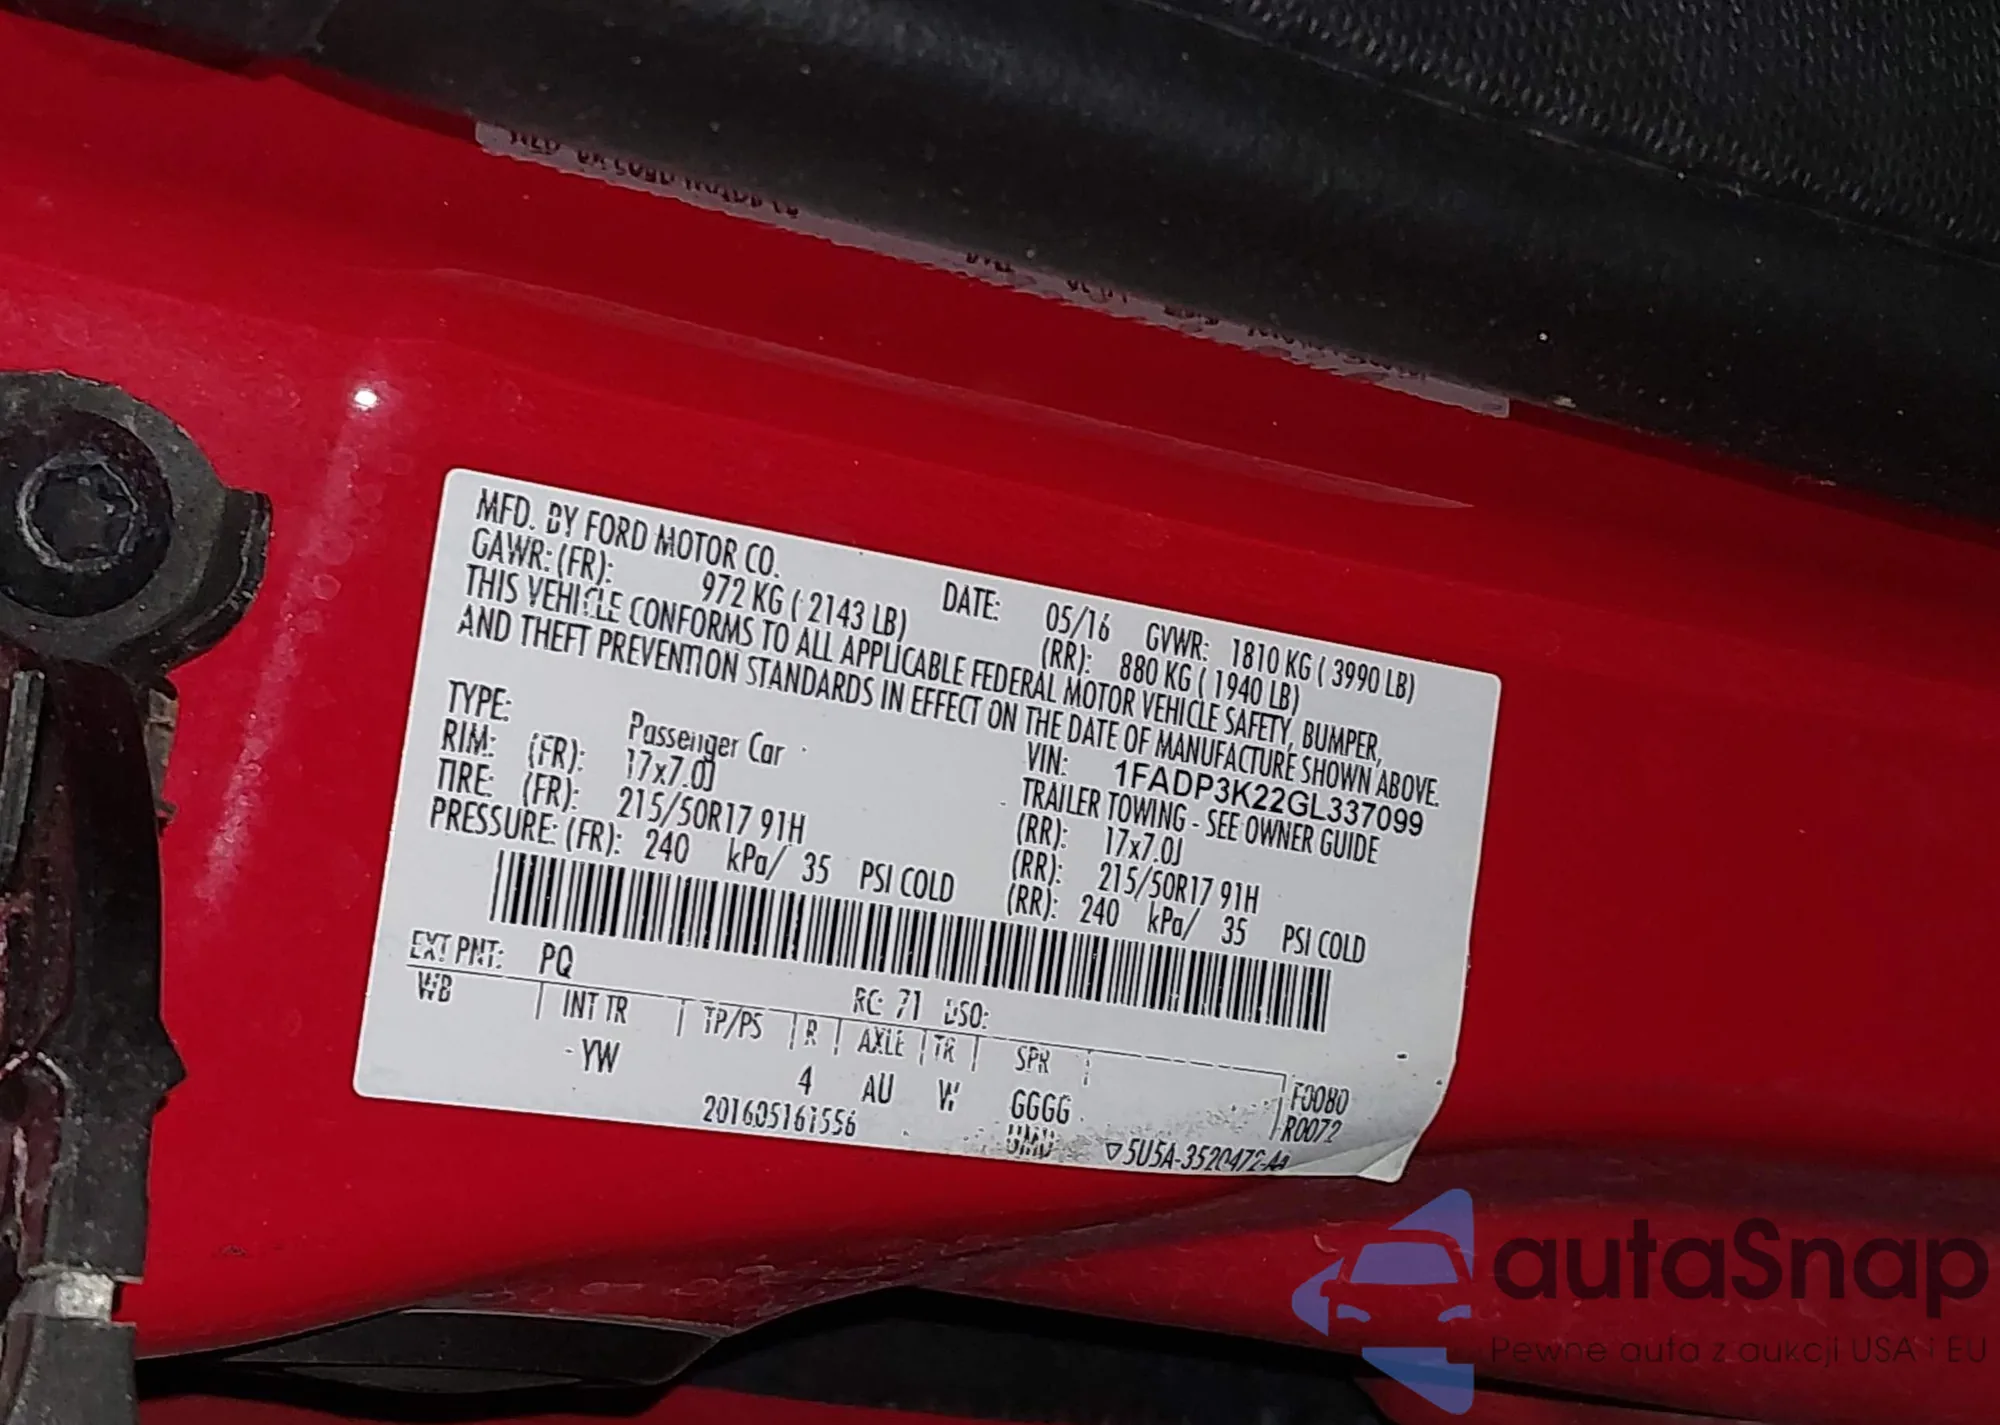 MFD. BY FORD MOTOR CO. DATE: 05/16 GVWR: 1810 KG ( 3990 LB)
GAWR: (FR): 972 KG ( 2143 LB) (RR): 880 KG ( 1940 LB)
THIS VEHICLE CONFORMS TO ALL APPLICABLE FEDERAL MOTOR VEHICLE SAFETY, BUMPER,
AND THEFT PREVENTION STANDARDS IN EFFECT ON THE DATE OF MANUFACTURE SHOWN ABOVE.
VIN: 1FADP3K22GL337099
TYPE: Passenger Car TRAILER TOWING - SEE OWNER GUIDE
RIM: (FR): 17x7.0J (RR): 17x7.0J
TIRE: (FR): 215/50R17 91H (RR): 215/50R17 91H
PRESSURE: (FR): 240 kPa/ 35 PSI COLD (RR): 240 kPa/ 35 PSI COLD
EXT PNT: PQ RC: 71 DSO:
WB INT TR TP/PS R AXLE TR SPR
YW 4 AU W GGGG F0080
201605161556 R0072
▽5U5A-3520472-AA
autaSnap
Pewne auta z aukcji USA i EU